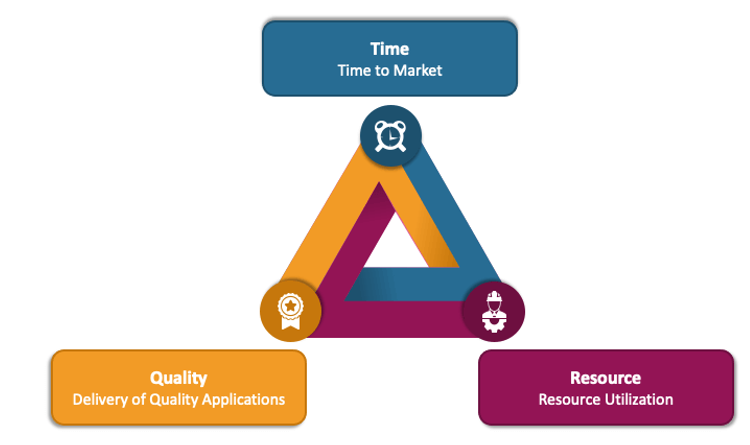 Time
Time to Market
Quality
Delivery of Quality Applications
Resource
Resource Utilization